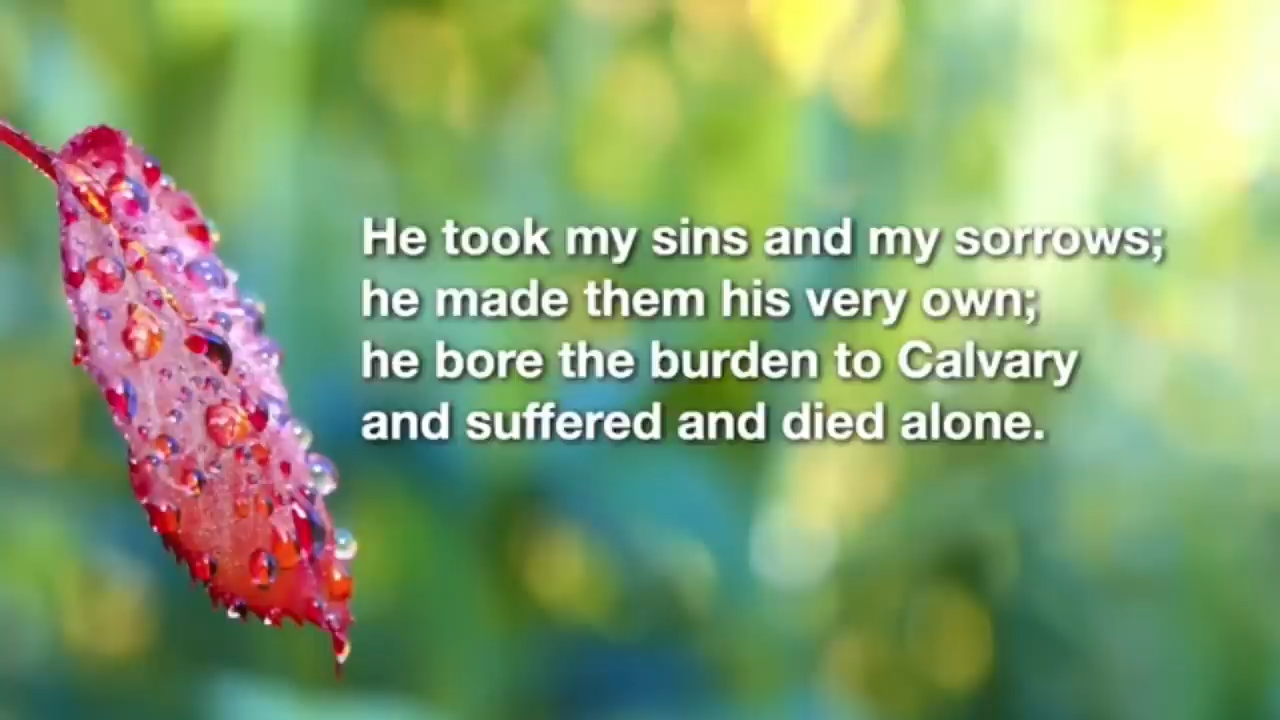 He took my sins and my sorrows;
he made them his very own;
he bore the burden to Calvary
and suffered and died alone.